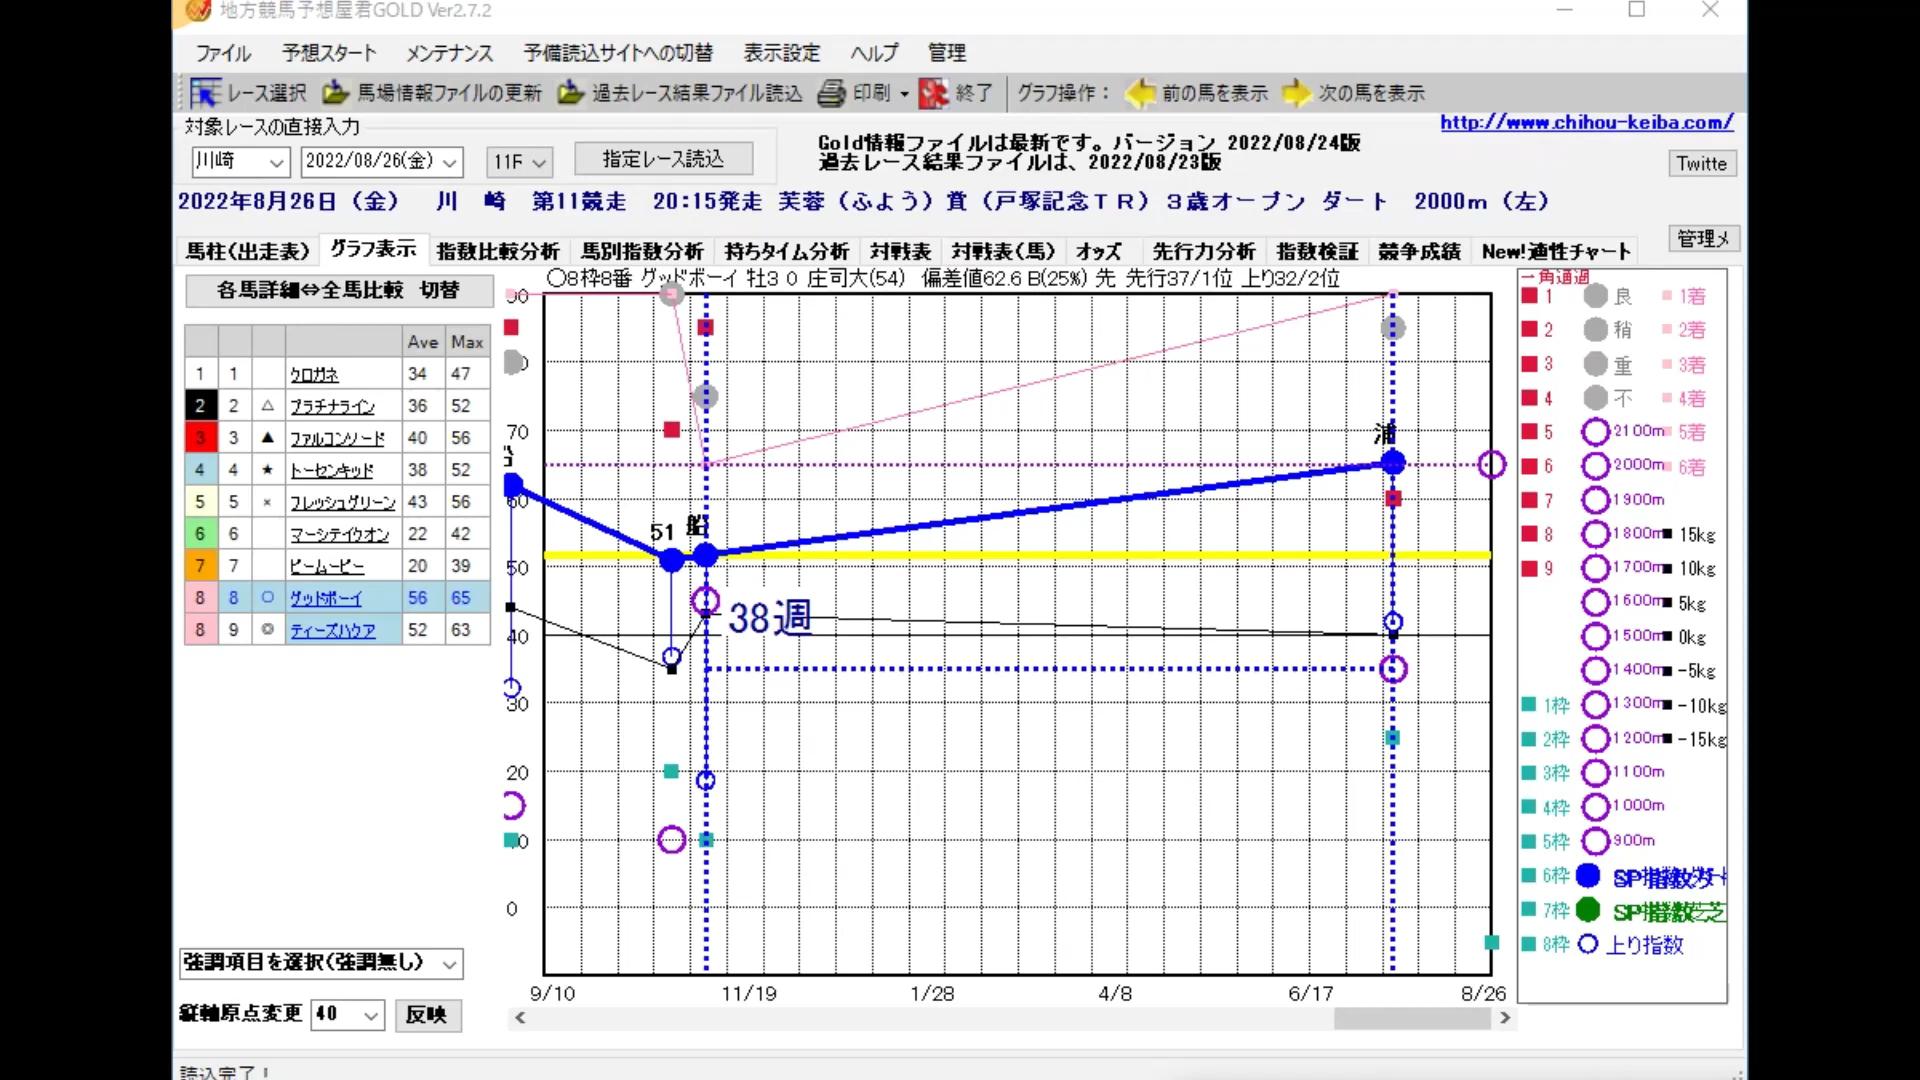 地方競馬予想屋君GOLD Ver2.7.2
ファイル 予想スタート メンテナンス 予備読込サイトへの切替 表示設定 ヘルプ 管理
レース選択 馬場情報ファイルの更新 過去レース結果ファイル読込 印刷 終了 グラフ操作： 前の馬を表示 次の馬を表示
対象レースの直接入力
http://www.chihou-keiba.com/
川崎 2022/08/26(金) 11F 指定レース読込
Gold情報ファイルは最新です。バージョン 2022/08/24版
過去レース結果ファイルは、2022/08/23版
Twitte
2022年8月26日（金） 川 崎 第11競走 20:15発走 芙蓉（ふよう）賞（戸塚記念ＴＲ）３歳オープン ダート 2000m（左）
管理メ
馬柱(出走表) グラフ表示 指数比較分析 馬別指数分析 持ちタイム分析 対戦表 対戦表(馬) オッズ 先行力分析 指数検証 競争成績 New!適性チャート
各馬詳細⇔全馬比較 切替
〇8枠8番 グッドボーイ 牡3 0 庄司大(54) 偏差値62.6 B(25%) 先 先行37/1位 上り32/2位
Ave Max
1 1 クロガネ 34 47
2 2 △ プラチナライン 36 52
3 3 ▲ ファルコンソード 40 56
4 4 ★ トーセンキッド 38 52
5 5 × フレッシュグリーン 43 56
6 6 マーシテイクオン 22 42
7 7 ビームービー 20 39
8 8 ○ グッドボーイ 56 65
8 9 ◎ ティーズハクア 52 63
90
70
60
50
40
30
20
0
浦
51 船
38週
9/10 11/19 1/28 4/8 6/17 8/26
一角通過
1 良 1着
2 稍 2着
3 重 3着
4 不 4着
5 2100m 5着
6 2000m 6着
7 1900m
8 1800m 15kg
9 1700m 10kg
1600m 5kg
1500m 0kg
1400m -5kg
1枠 1300m -10kg
2枠 1200m -15kg
3枠 1100m
4枠 1000m
5枠 900m
6枠 SP指数
7枠 SP指数芝
8枠 上り指数
強調項目を選択(強調無し)
縦軸原点変更 40 反映
読込完了！